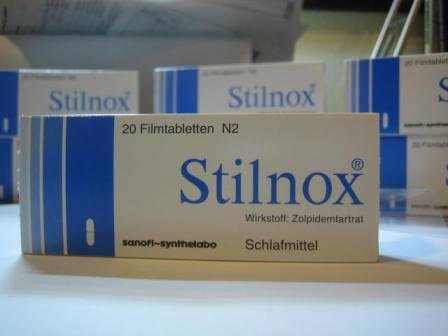 Stilnox®
Stilnox
20 Filmtabletten N2
Stilnox®
Wirkstoff: Zolpidemtartrat
sanofi~synthelabo
Schlafmittel